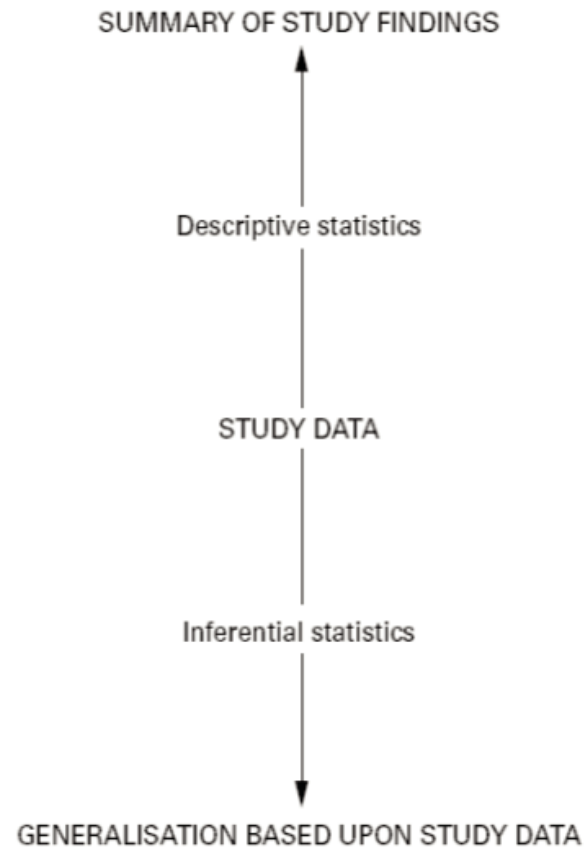 SUMMARY OF STUDY FINDINGS
Descriptive statistics
STUDY DATA
Inferential statistics
GENERALISATION BASED UPON STUDY DATA